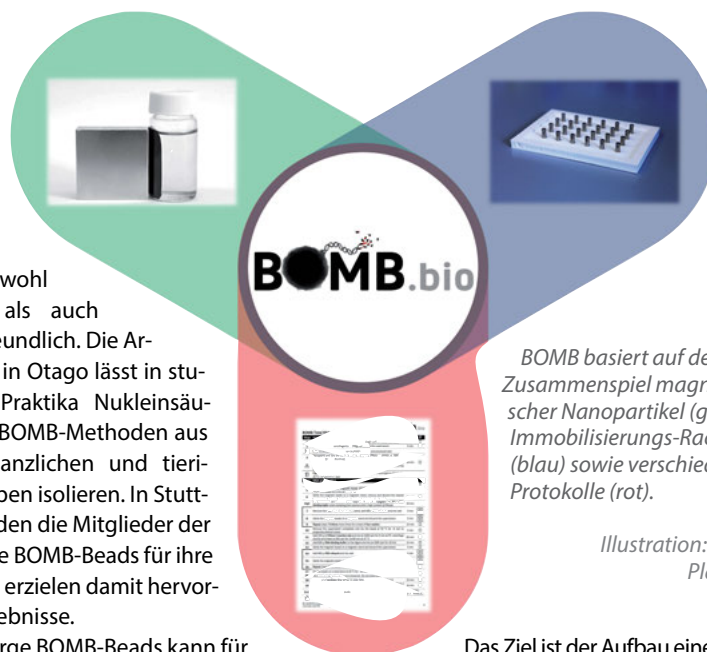 BOMB.bio
wohl
als auch
eundlich. Die Ar-
in Otago lässt in stu-
Praktika Nukleinsäu-
BOMB-Methoden aus
anzlichen und tieri-
ben isolieren. In Stutt-
den die Mitglieder der
e BOMB-Beads für ihre
erzielen damit hervor-
ebnisse.
rge BOMB-Beads kann für
BOMB basiert auf de
Zusammenspiel magn
scher Nanopartikel (g
Immobilisierungs-Rac
(blau) sowie verschied
Protokolle (rot).
Illustration:
Pla
Das Ziel ist der Aufbau eine